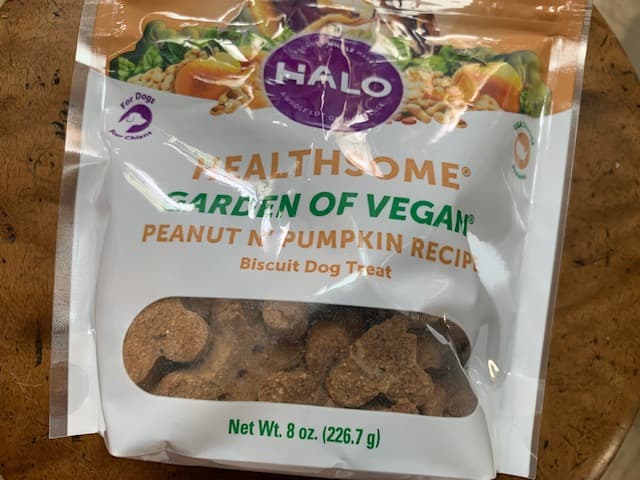 HALO
For Dogs
HEALTHSOME®
GARDEN OF VEGAN®
PEANUT N' PUMPKIN RECIPE
Biscuit Dog Treat
Net Wt. 8 oz. (226.7 g)